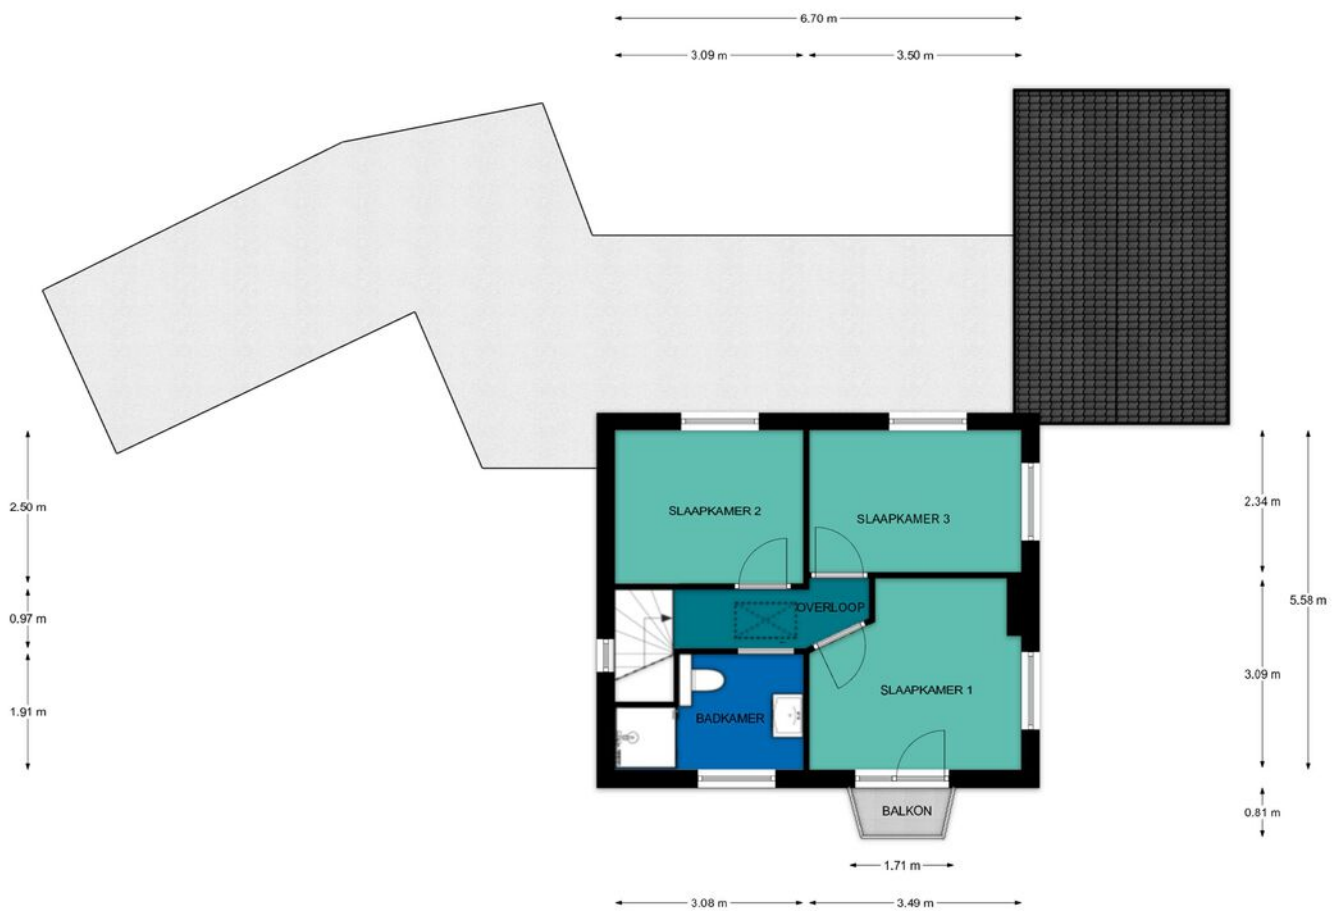 6.70 m
3.09 m
3.50 m
2.50 m
SLAAPKAMER 2
SLAAPKAMER 3
2.34 m
0.97 m
OVERLOOP
5.58 m
3.09 m
SLAAPKAMER 1
1.91 m
BADKAMER
BALKON
0.81 m
1.71 m
3.08 m
3.49 m